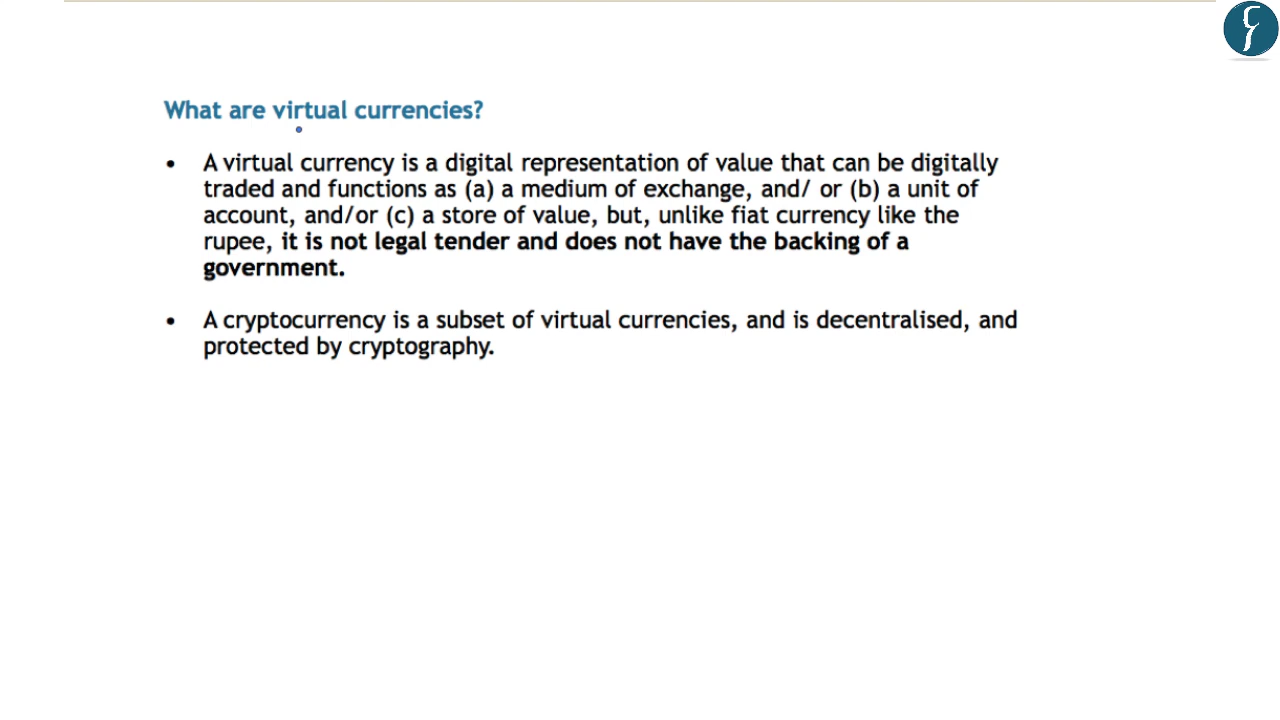 What are virtual currencies?
• A virtual currency is a digital representation of value that can be digitally
traded and functions as (a) a medium of exchange, and/ or (b) a unit of
account, and/or (c) a store of value, but, unlike fiat currency like the
rupee, it is not legal tender and does not have the backing of a
government.
• A cryptocurrency is a subset of virtual currencies, and is decentralised, and
protected by cryptography.